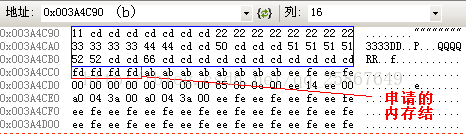 地址: 0x003A4C90 (b) 列: 16
0x003A4C90 11 cd cd cd cd cd cd cd 22 22 22 22 22 22 22 22 ........""""""""
0x003A4CA0 33 33 33 33 44 44 cd cd 50 cd cd cd 51 51 51 51 3333DD..P...QQQQ
0x003A4CB0 52 52 cd cd 66 cd cd cd cd cd cd cd cd cd cd cd RR..f...........
0x003A4CC0 fd fd fd fd ab ab ab ab ab ab ab ab ee fe ee fe
0x003A4CD0 00 00 00 00 00 00 00 00 65 00 0e 00 ee 14 ee 00
0x003A4CE0 a0 04 3a 00 a0 04 3a 00 ee fe ee fe ee fe ee fe
0x003A4CF0 ee fe ee fe ee fe ee fe ee fe ee fe ee fe ee fe
0x003A4D00 ee fe ee fe ee fe ee fe ee fe ee fe ee fe ee fe
申请的
内存结